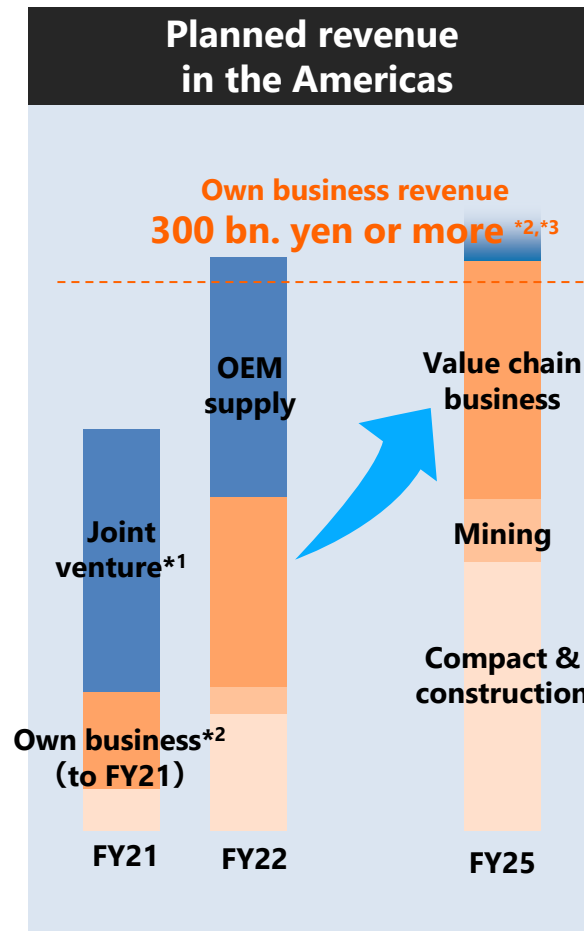 Planned revenue
in the Americas
Own business revenue
300 bn. yen or more *2,*3
OEM
supply
Value chain
business
Joint
venture*1
Mining
Compact &
construction
Own business*2
(to FY21)
FY21
FY22
FY25